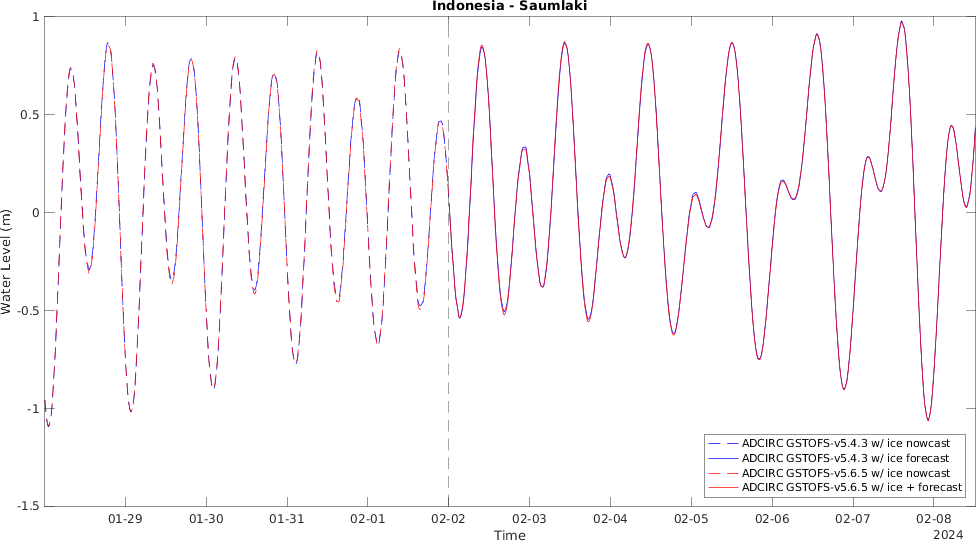 Indonesia - Saumlaki
1
0.5
0
-0.5
-1
-1.5
Water Level (m)
01-29 01-30 01-31 02-01 02-02 02-03 02-04 02-05 02-06 02-07 02-08
Time
2024
ADCIRC GSTOFS-v5.4.3 w/ ice nowcast
ADCIRC GSTOFS-v5.4.3 w/ ice forecast
ADCIRC GSTOFS-v5.6.5 w/ ice nowcast
ADCIRC GSTOFS-v5.6.5 w/ ice + forecast